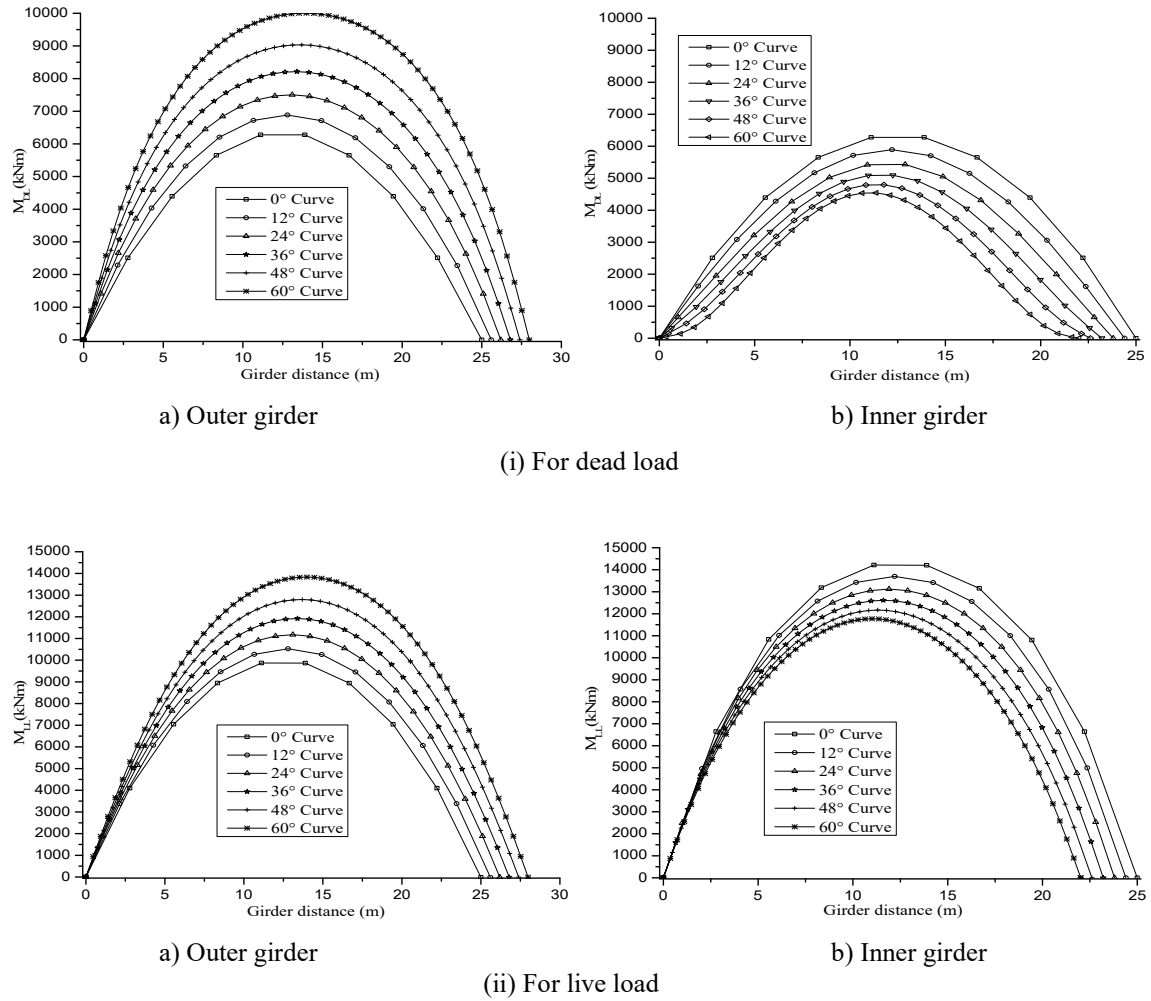 10000
9000
8000
7000
6000
5000
4000
3000
2000
1000
0
M_DL (kNm)
0° Curve
12° Curve
24° Curve
36° Curve
48° Curve
60° Curve
0 5 10 15 20 25 30
Girder distance (m)
a) Outer girder
10000
9000
8000
7000
6000
5000
4000
3000
2000
1000
0
M_DL (kNm)
0° Curve
12° Curve
24° Curve
36° Curve
48° Curve
60° Curve
0 5 10 15 20 25
Girder distance (m)
b) Inner girder
(i) For dead load
15000
14000
13000
12000
11000
10000
9000
8000
7000
6000
5000
4000
3000
2000
1000
0
M_LL (kNm)
0° Curve
12° Curve
24° Curve
36° Curve
48° Curve
60° Curve
0 5 10 15 20 25 30
Girder distance (m)
a) Outer girder
15000
14000
13000
12000
11000
10000
9000
8000
7000
6000
5000
4000
3000
2000
1000
0
M_LL (kNm)
0° Curve
12° Curve
24° Curve
36° Curve
48° Curve
60° Curve
0 5 10 15 20 25
Girder distance (m)
b) Inner girder
(ii) For live load